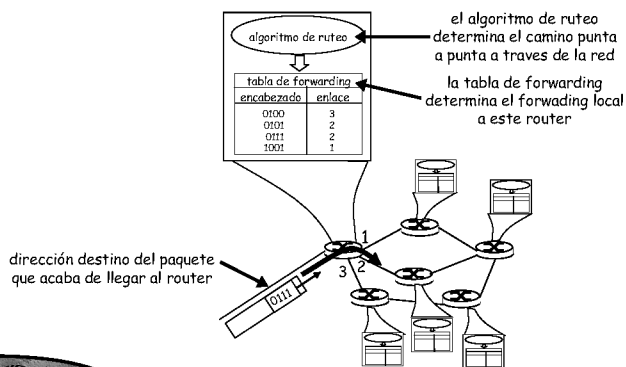 algoritmo de ruteo
tabla de forwarding
encabezado enlace
0100 3
0101 2
0111 2
1001 1
el algoritmo de ruteo
determina el camino punta
a punta a traves de la red
la tabla de forwarding
determina el forwading local
a este router
1
3 2
dirección destino del paquete
que acaba de llegar al router
0111